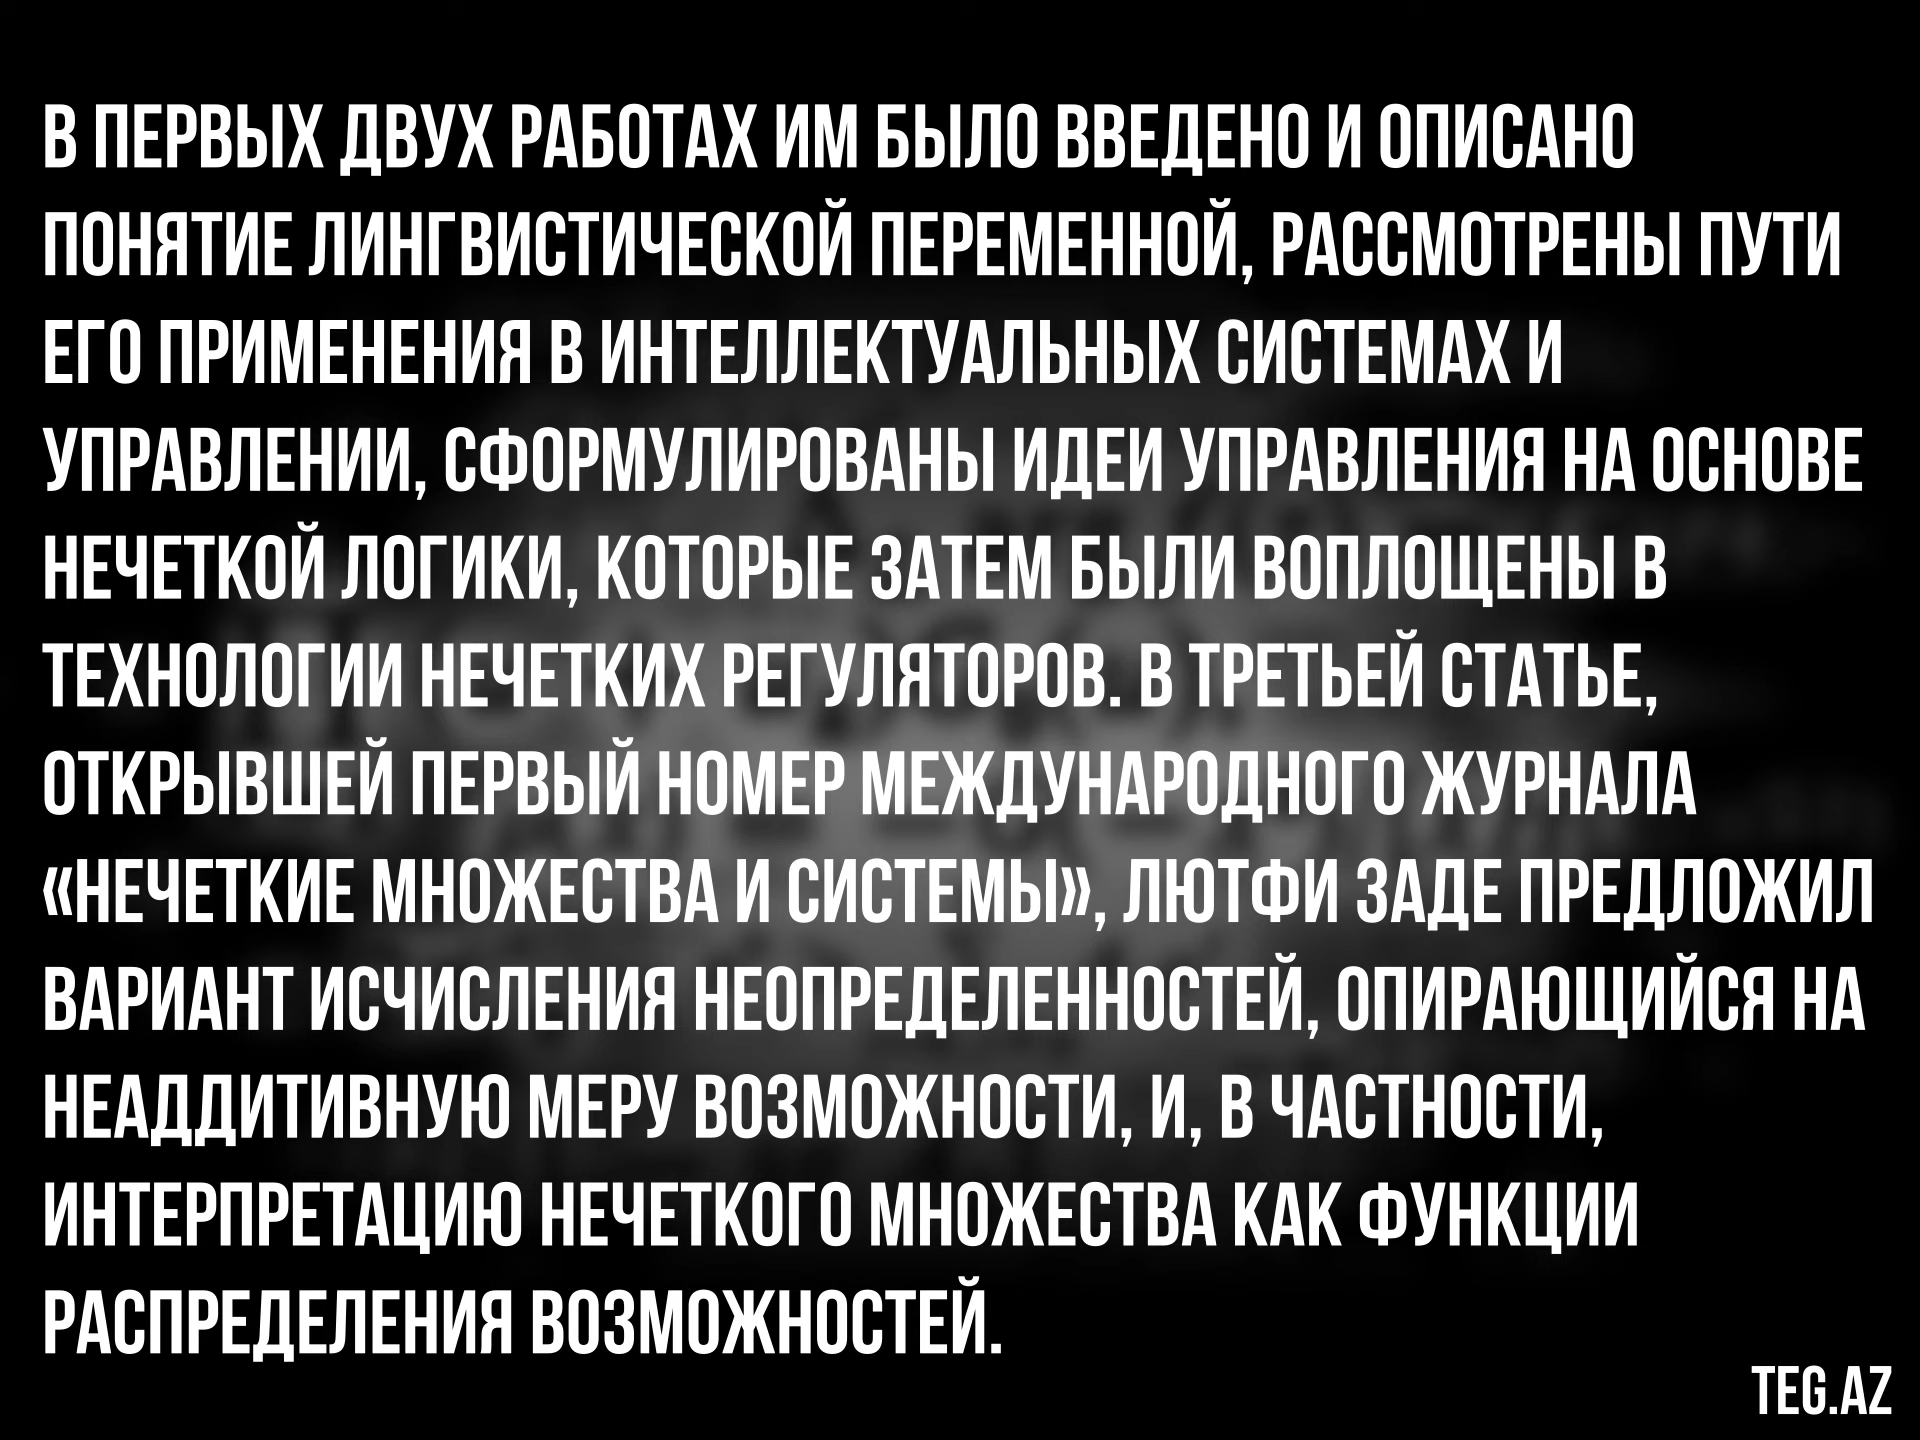 В ПЕРВЫХ ДВУХ РАБОТАХ ИМ БЫЛО ВВЕДЕНО И ОПИСАНО
ПОНЯТИЕ ЛИНГВИСТИЧЕСКОЙ ПЕРЕМЕННОЙ, РАССМОТРЕНЫ ПУТИ
ЕГО ПРИМЕНЕНИЯ В ИНТЕЛЛЕКТУАЛЬНЫХ СИСТЕМАХ И
УПРАВЛЕНИИ, СФОРМУЛИРОВАНЫ ИДЕИ УПРАВЛЕНИЯ НА ОСНОВЕ
НЕЧЕТКОЙ ЛОГИКИ, КОТОРЫЕ ЗАТЕМ БЫЛИ ВОПЛОЩЕНЫ В
ТЕХНОЛОГИИ НЕЧЕТКИХ РЕГУЛЯТОРОВ. В ТРЕТЬЕЙ СТАТЬЕ,
ОТКРЫВШЕЙ ПЕРВЫЙ НОМЕР МЕЖДУНАРОДНОГО ЖУРНАЛА
«НЕЧЕТКИЕ МНОЖЕСТВА И СИСТЕМЫ», ЛЮТФИ ЗАДЕ ПРЕДЛОЖИЛ
ВАРИАНТ ИСЧИСЛЕНИЯ НЕОПРЕДЕЛЕННОСТЕЙ, ОПИРАЮЩИЙСЯ НА
НЕАДДИТИВНУЮ МЕРУ ВОЗМОЖНОСТИ, И, В ЧАСТНОСТИ,
ИНТЕРПРЕТАЦИЮ НЕЧЕТКОГО МНОЖЕСТВА КАК ФУНКЦИИ
РАСПРЕДЕЛЕНИЯ ВОЗМОЖНОСТЕЙ.
TEG.AZ